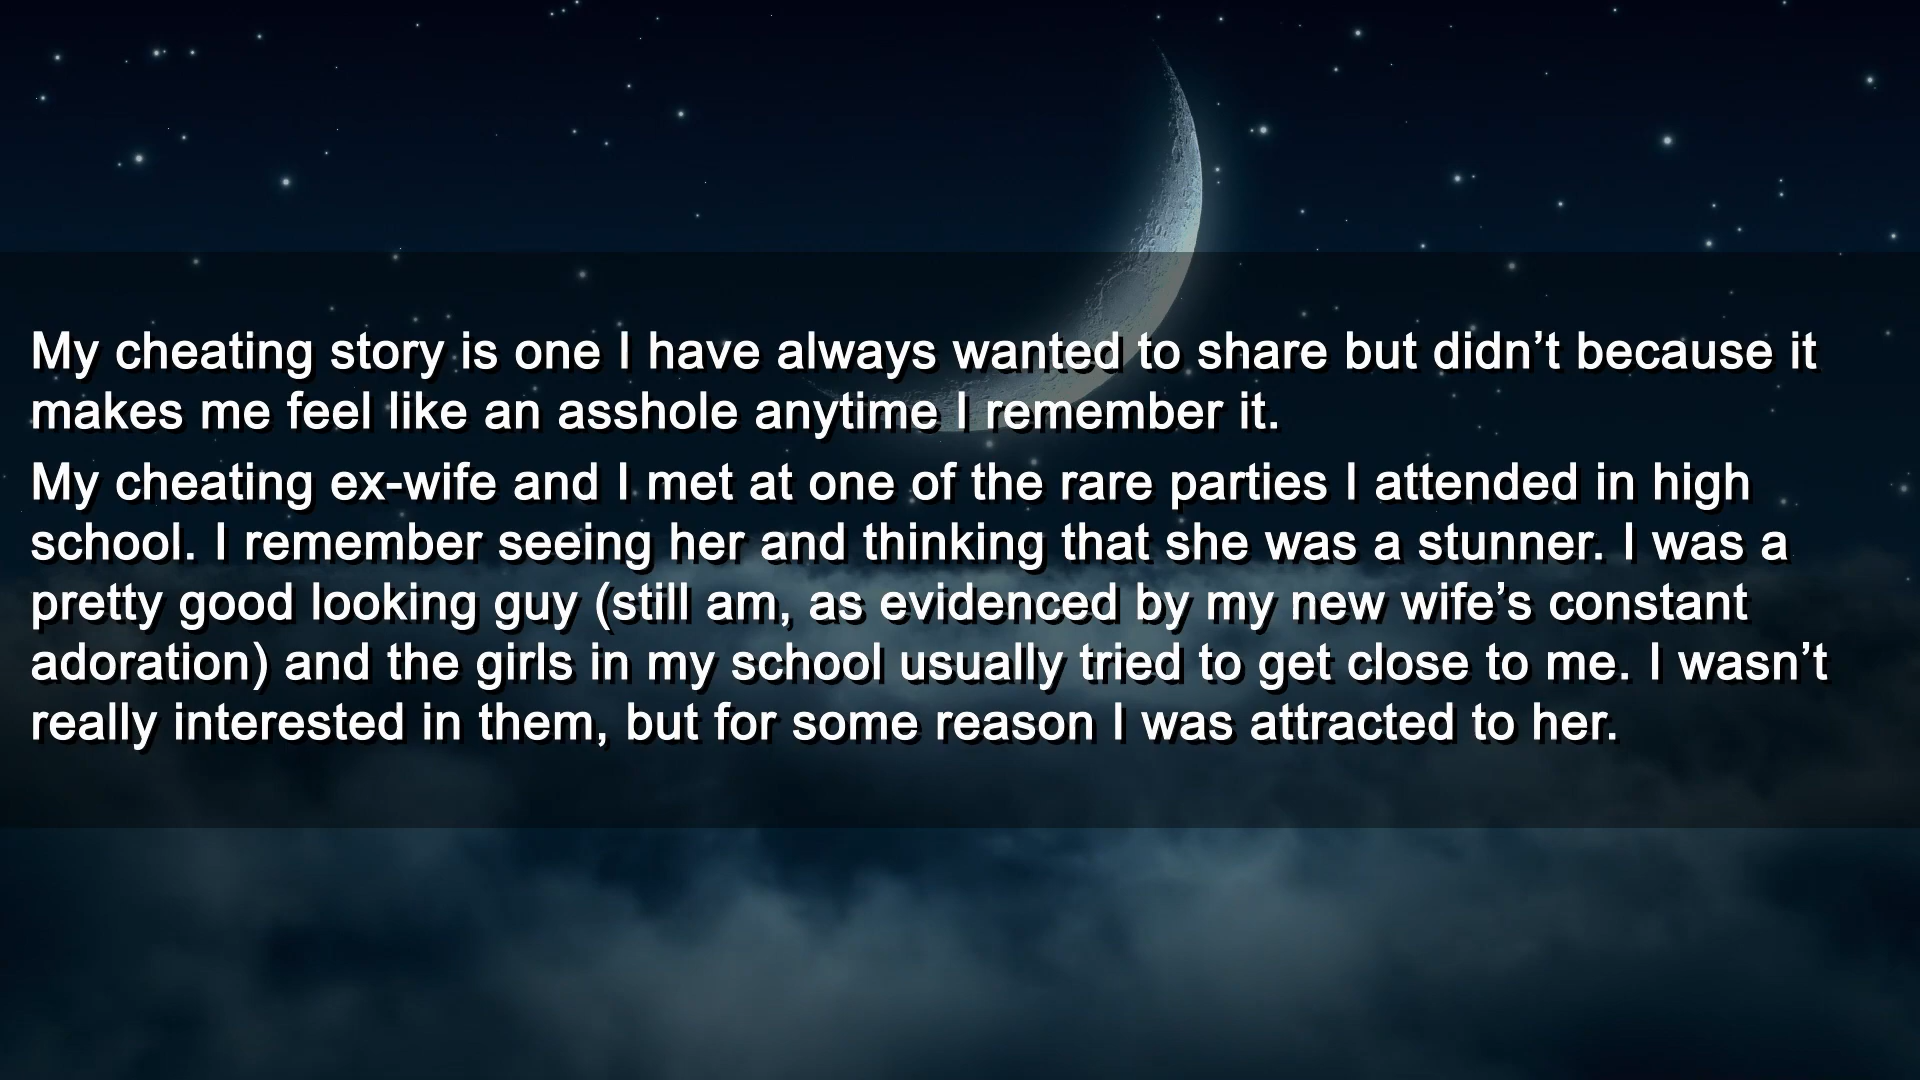 My cheating story is one I have always wanted to share but didn’t because it
makes me feel like an asshole anytime I remember it.
My cheating ex-wife and I met at one of the rare parties I attended in high
school. I remember seeing her and thinking that she was a stunner. I was a
pretty good looking guy (still am, as evidenced by my new wife’s constant
adoration) and the girls in my school usually tried to get close to me. I wasn’t
really interested in them, but for some reason I was attracted to her.